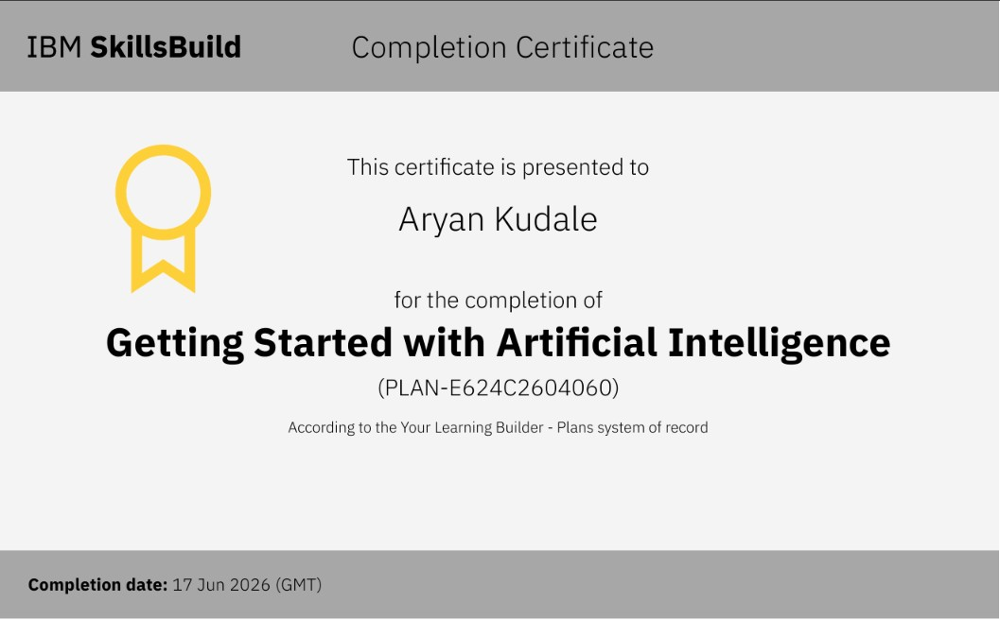 IBM SkillsBuild
Completion Certificate
This certificate is presented to
Aryan Kudale
for the completion of
Getting Started with Artificial Intelligence
(PLAN-E624C2604060)
According to the Your Learning Builder - Plans system of record
Completion date: 17 Jun 2026 (GMT)